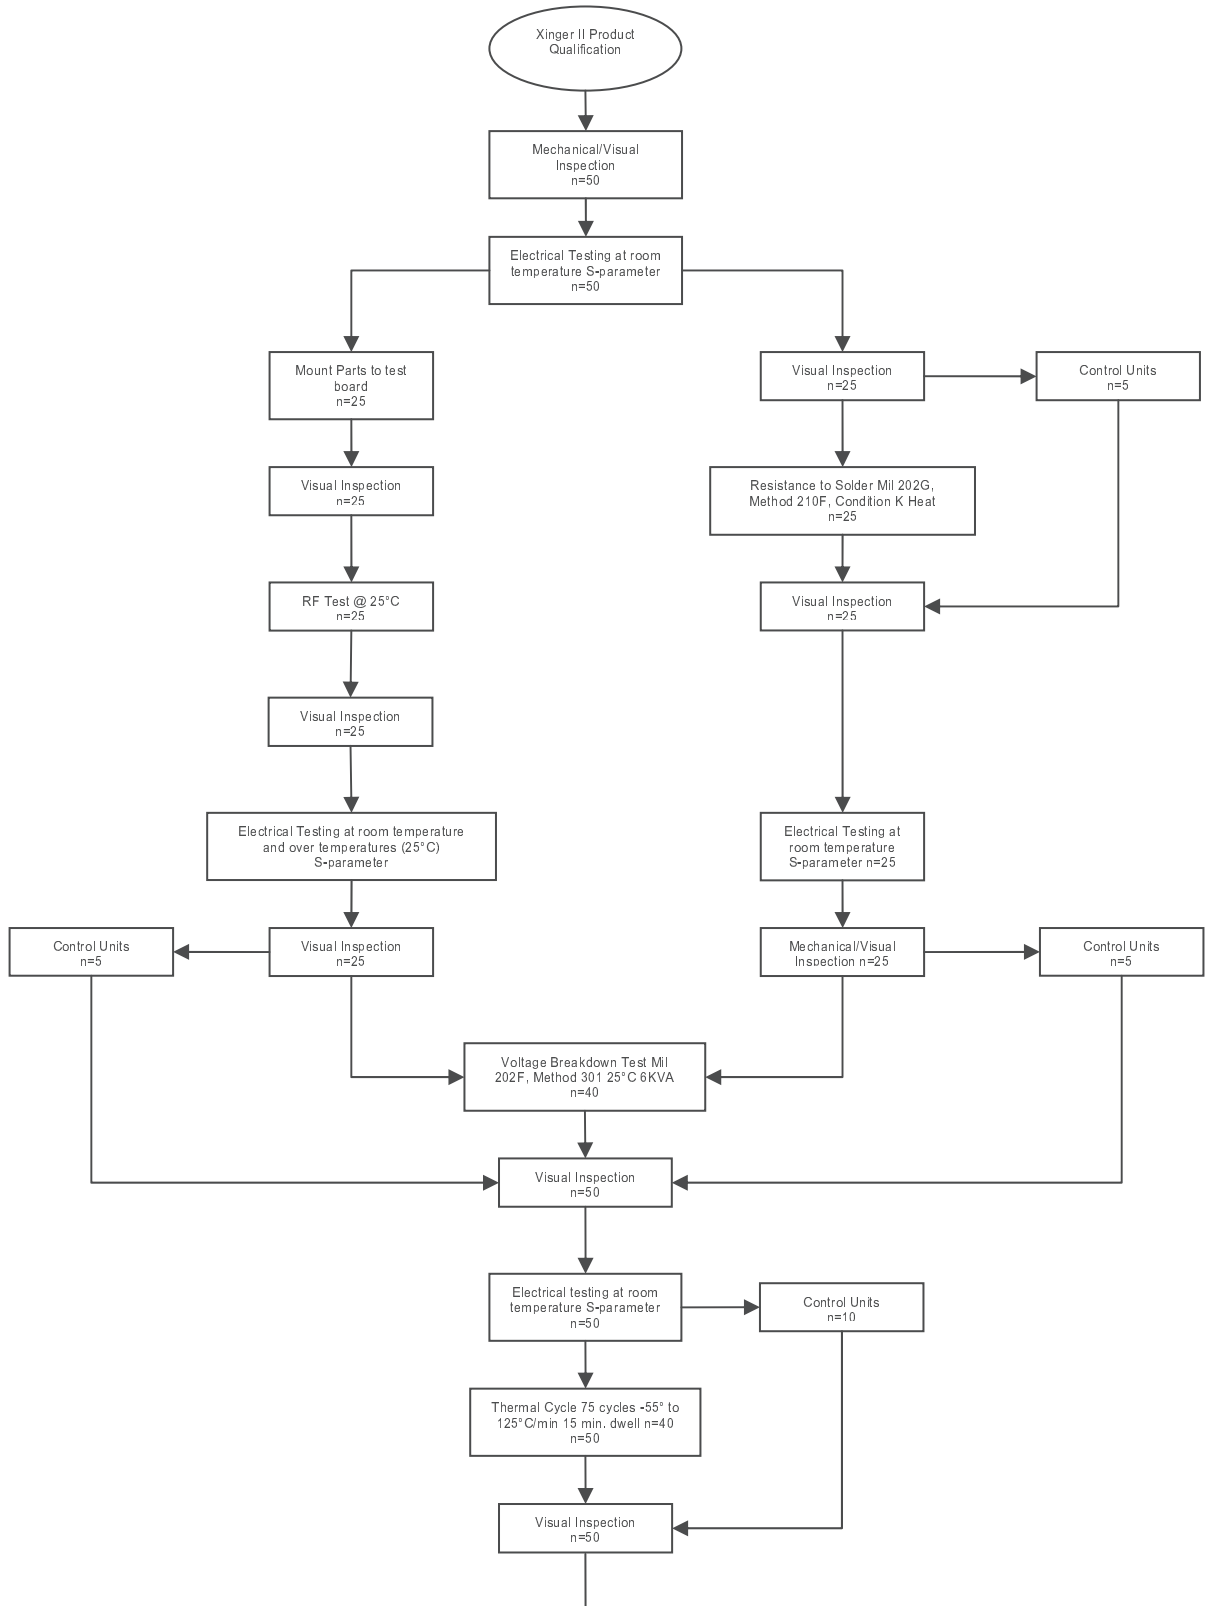 Xinger II Product
Qualification
Mechanical/Visual
Inspection
n=50
Electrical Testing at room
temperature S-parameter
n=50
Mount Parts to test
board
n=25
Visual Inspection
n=25
Control Units
n=5
Visual Inspection
n=25
Resistance to Solder Mil 202G,
Method 210F, Condition K Heat
n=25
RF Test @ 25°C
n=25
Visual Inspection
n=25
Visual Inspection
n=25
Electrical Testing at room temperature
and over temperatures (25°C)
S-parameter
Electrical Testing at
room temperature
S-parameter n=25
Control Units
n=5
Visual Inspection
n=25
Mechanical/Visual
Inspection n=25
Control Units
n=5
Voltage Breakdown Test Mil
202F, Method 301 25°C 6KVA
n=40
Visual Inspection
n=50
Electrical testing at room
temperature S-parameter
n=50
Control Units
n=10
Thermal Cycle 75 cycles -55° to
125°C/min 15 min. dwell n=40
n=50
Visual Inspection
n=50